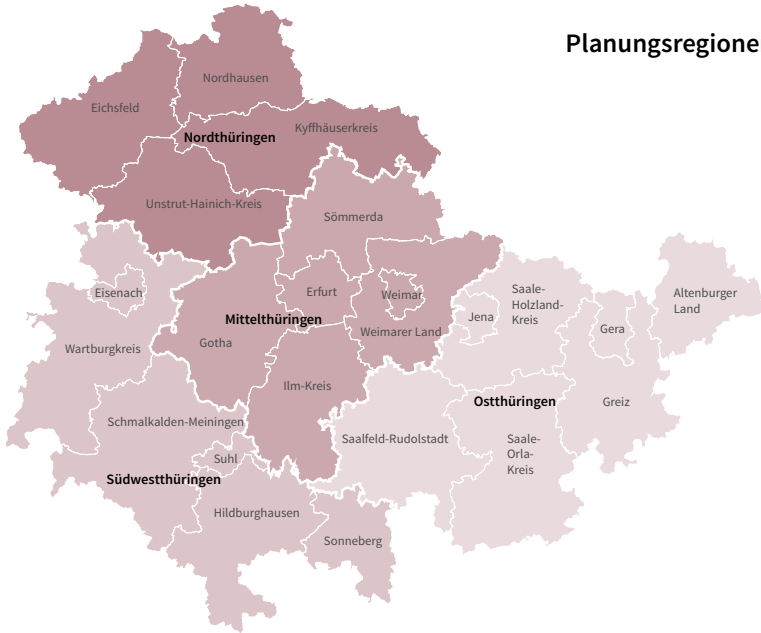 Planungsregione
Nordhausen
Eichsfeld
Kyffhäuserkreis
Nordthüringen
Unstrut-Hainich-Kreis
Sömmerda
Eisenach
Erfurt
Weimar
Saale-
Holzland-
Kreis
Altenburger
Land
Jena
Gera
Mittelthüringen
Weimarer Land
Gotha
Wartburgkreis
Ilm-Kreis
Ostthüringen
Greiz
Schmalkalden-Meiningen
Saalfeld-Rudolstadt
Saale-
Orla-
Kreis
Suhl
Südwestthüringen
Hildburghausen
Sonneberg